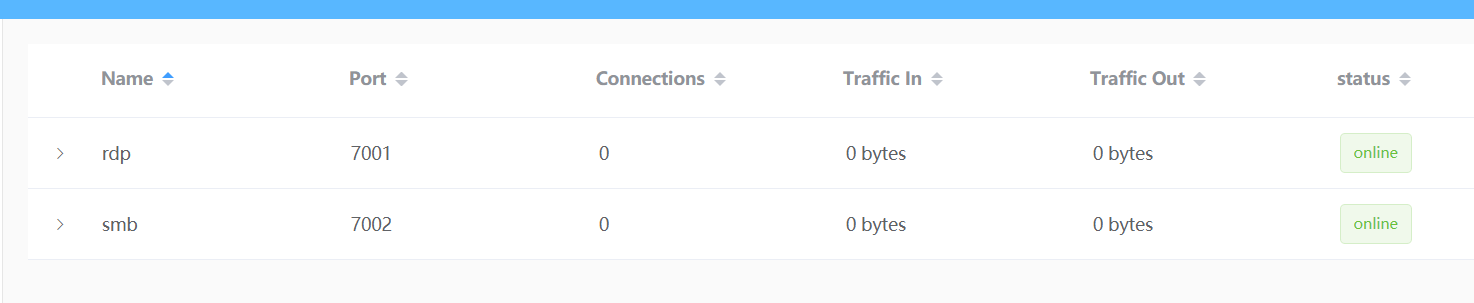 Name Port Connections Traffic In Traffic Out status
rdp 7001 0 0 bytes 0 bytes online
smb 7002 0 0 bytes 0 bytes online